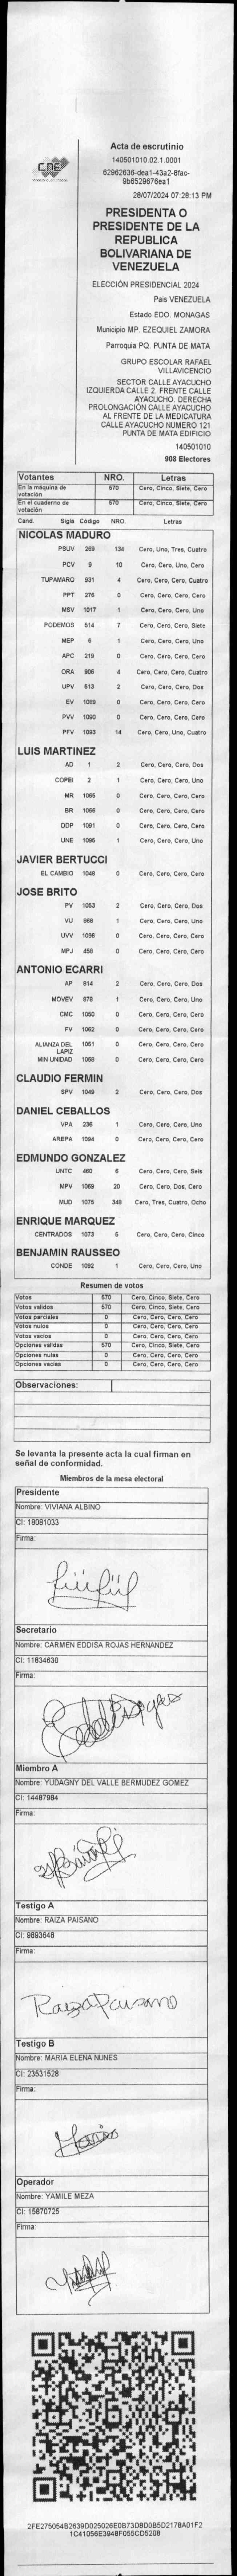 CNE
Acta de escrutinio
140501010.02.1.0001
62962636-dea1-43a2-8fac-
9b6529876ea1
28/07/2024 07:26:13 PM
PRESIDENTA O
PRESIDENTE DE LA
REPUBLICA
BOLIVARIANA DE
VENEZUELA
ELECCIÓN PRESIDENCIAL 2024
Pais VENEZUELA
Estado EDO. MONAGAS
Municipio MP. EZEQUIEL ZAMORA
Parroquia PQ. PUNTA DE MATA
GRUPO ESCOLAR RAFAEL
VILLAVICENCIO
SECTOR CALLE AYACUCHO
IZQUIERDA CALLE 2. FRENTE CALLE
AYACUCHO. DERECHA
PROLONGACIÓN CALLE AYACUCHO
AL FRENTE DE LA MEDICATURA
CALLE AYACUCHO NUMERO 121
PUNTA DE MATA EDIFICIO
140501010
908 Electores
Votantes NRO. Letras
En la máquina de votación 570 Cero, Cinco, Siete, Cero
En el cuaderno de votación 570 Cero, Cinco, Siete, Cero
Cand. Sigla Código NRO. Letras
NICOLAS MADURO
PSUV 269 134 Cero, Uno, Tres, Cuatro
PCV 9 10 Cero, Cero, Uno, Cero
TUPAMARO 931 4 Cero, Cero, Cero, Cuatro
PPT 276 0 Cero, Cero, Cero, Cero
MSV 1017 1 Cero, Cero, Cero, Uno
PODEMOS 514 7 Cero, Cero, Cero, Siete
MEP 6 1 Cero, Cero, Cero, Uno
APC 219 0 Cero, Cero, Cero, Cero
ORA 906 4 Cero, Cero, Cero, Cuatro
UPV 513 2 Cero, Cero, Cero, Dos
EV 1089 0 Cero, Cero, Cero, Cero
PVV 1090 0 Cero, Cero, Cero, Cero
PFV 1093 14 Cero, Cero, Uno, Cuatro
LUIS MARTINEZ
AD 1 2 Cero, Cero, Cero, Dos
COPEI 2 1 Cero, Cero, Cero, Uno
MR 1065 0 Cero, Cero, Cero, Cero
BR 1066 0 Cero, Cero, Cero, Cero
DDP 1091 0 Cero, Cero, Cero, Cero
UNE 1095 1 Cero, Cero, Cero, Uno
JAVIER BERTUCCI
EL CAMBIO 1048 0 Cero, Cero, Cero, Cero
JOSE BRITO
PV 1053 2 Cero, Cero, Cero, Dos
VU 968 1 Cero, Cero, Cero, Uno
UVV 1096 0 Cero, Cero, Cero, Cero
MPJ 458 0 Cero, Cero, Cero, Cero
ANTONIO ECARRI
AP 814 2 Cero, Cero, Cero, Dos
MOVEV 878 1 Cero, Cero, Cero, Uno
CMC 1050 0 Cero, Cero, Cero, Cero
FV 1062 0 Cero, Cero, Cero, Cero
ALIANZA DEL LAPIZ 1051 0 Cero, Cero, Cero, Cero
MIN UNIDAD 1068 0 Cero, Cero, Cero, Cero
CLAUDIO FERMIN
SPV 1049 2 Cero, Cero, Cero, Dos
DANIEL CEBALLOS
VPA 236 1 Cero, Cero, Cero, Uno
AREPA 1094 0 Cero, Cero, Cero, Cero
EDMUNDO GONZALEZ
UNTC 460 6 Cero, Cero, Cero, Seis
MPV 1069 20 Cero, Cero, Dos, Cero
MUD 1075 348 Cero, Tres, Cuatro, Ocho
ENRIQUE MARQUEZ
CENTRADOS 1073 5 Cero, Cero, Cero, Cinco
BENJAMIN RAUSSEO
CONDE 1092 1 Cero, Cero, Cero, Uno
Resumen de votos
Votos 570 Cero, Cinco, Siete, Cero
Votos validos 570 Cero, Cinco, Siete, Cero
Votos parciales 0 Cero, Cero, Cero, Cero
Votos nulos 0 Cero, Cero, Cero, Cero
Votos vacios 0 Cero, Cero, Cero, Cero
Opciones validas 570 Cero, Cinco, Siete, Cero
Opciones nulas 0 Cero, Cero, Cero, Cero
Opciones vacias 0 Cero, Cero, Cero, Cero
Observaciones:
Se levanta la presente acta la cual firman en
señal de conformidad.
Miembros de la mesa electoral
Presidente
Nombre: VIVIANA ALBINO
CI: 18081033
Firma:
Secretario
Nombre: CARMEN EDDISA ROJAS HERNANDEZ
CI: 11834630
Firma:
Miembro A
Nombre: YUDAGNY DEL VALLE BERMUDEZ GOMEZ
CI: 14487984
Firma:
Testigo A
Nombre: RAIZA PAISANO
CI: 9893648
Firma:
Raiza Paisano
Testigo B
Nombre: MARIA ELENA NUNES
CI: 23531528
Firma:
Operador
Nombre: YAMILE MEZA
CI: 15870725
Firma:
2FE275054B2639D025026E0B73D8D0B5D2178A01F2
1C41056E3948F055CD5208